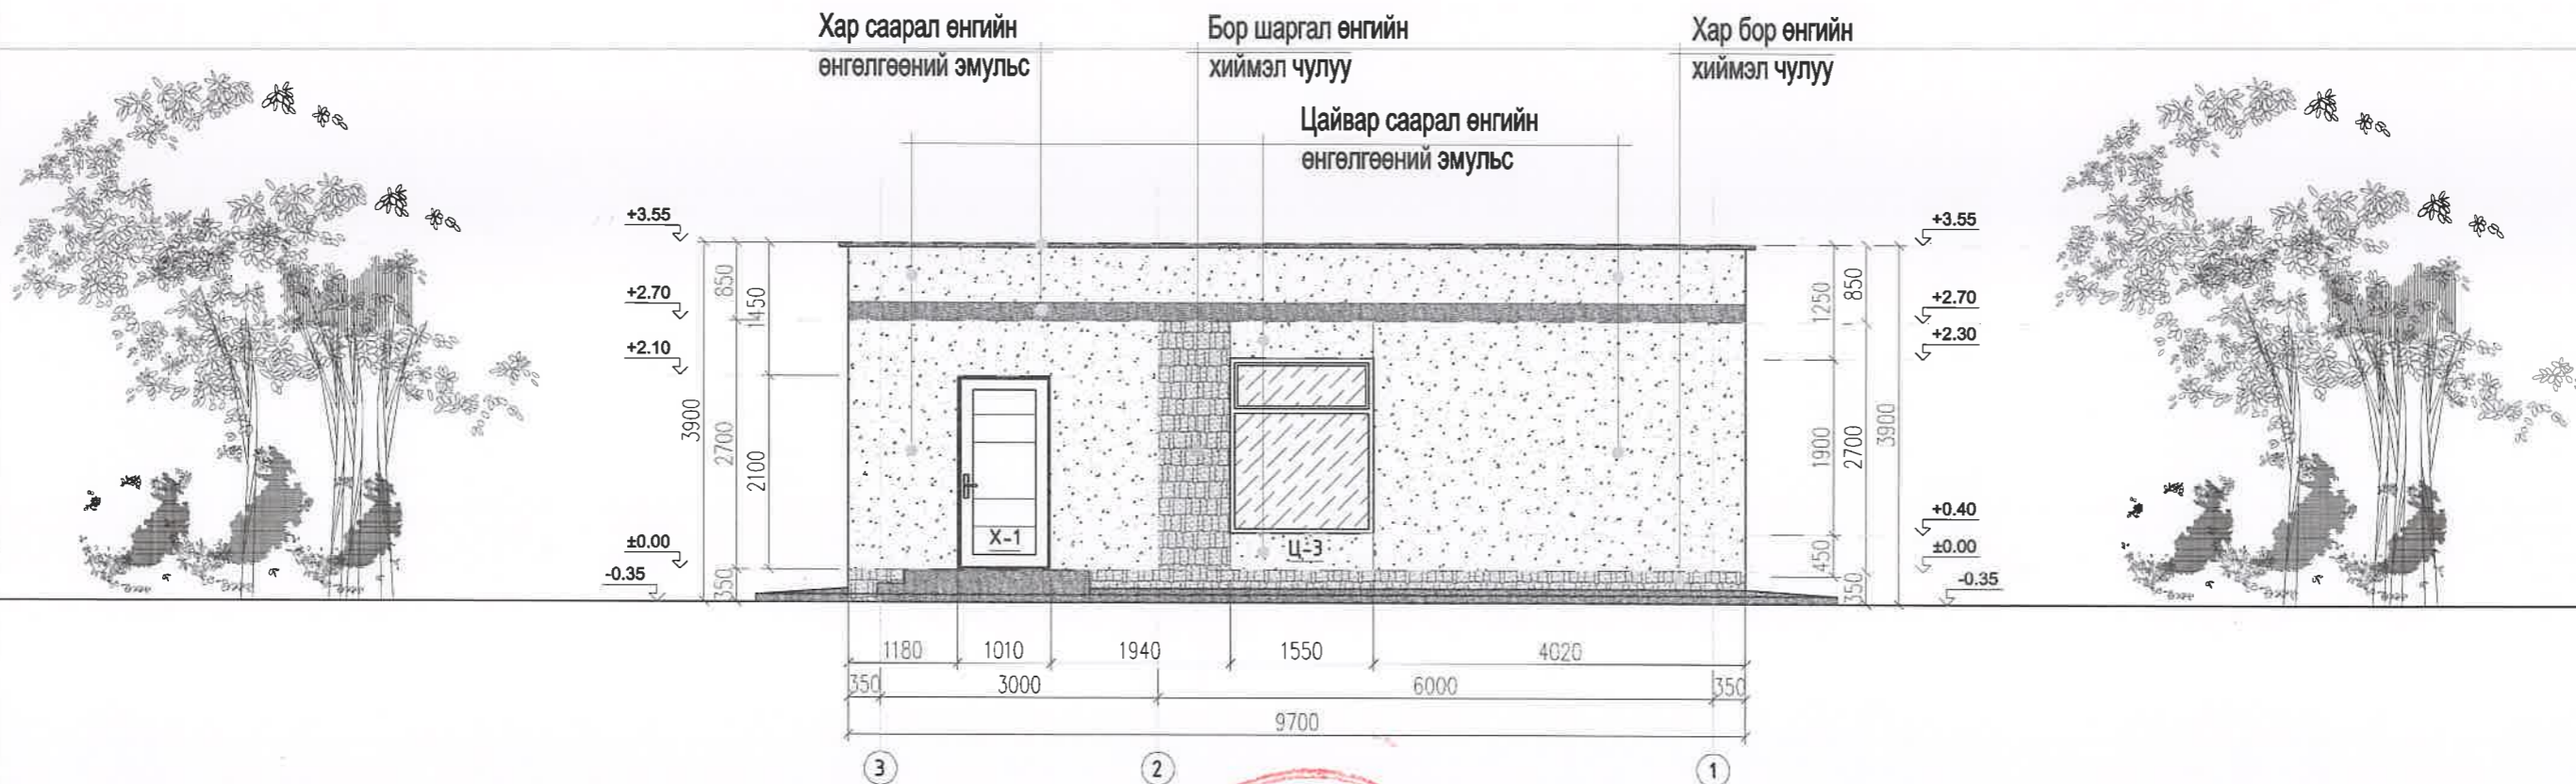 Хар саарал өнгийн
өнгөлгөөний эмульс
Бор шаргал өнгийн
хиймэл чулуу
Хар бор өнгийн
хиймэл чулуу
Цайвар саарал өнгийн
өнгөлгөөний эмульс
+3.55
+2.70
+2.10
±0.00
-0.35
3900
850
2700
350
1450
2100
Х-1
Ц-3
1250
1900
450
850
2700
350
3900
+3.55
+2.70
+2.30
+0.40
±0.00
-0.35
1180 1010 1940 1550 4020
350 3000 6000 350
9700
3 2 1